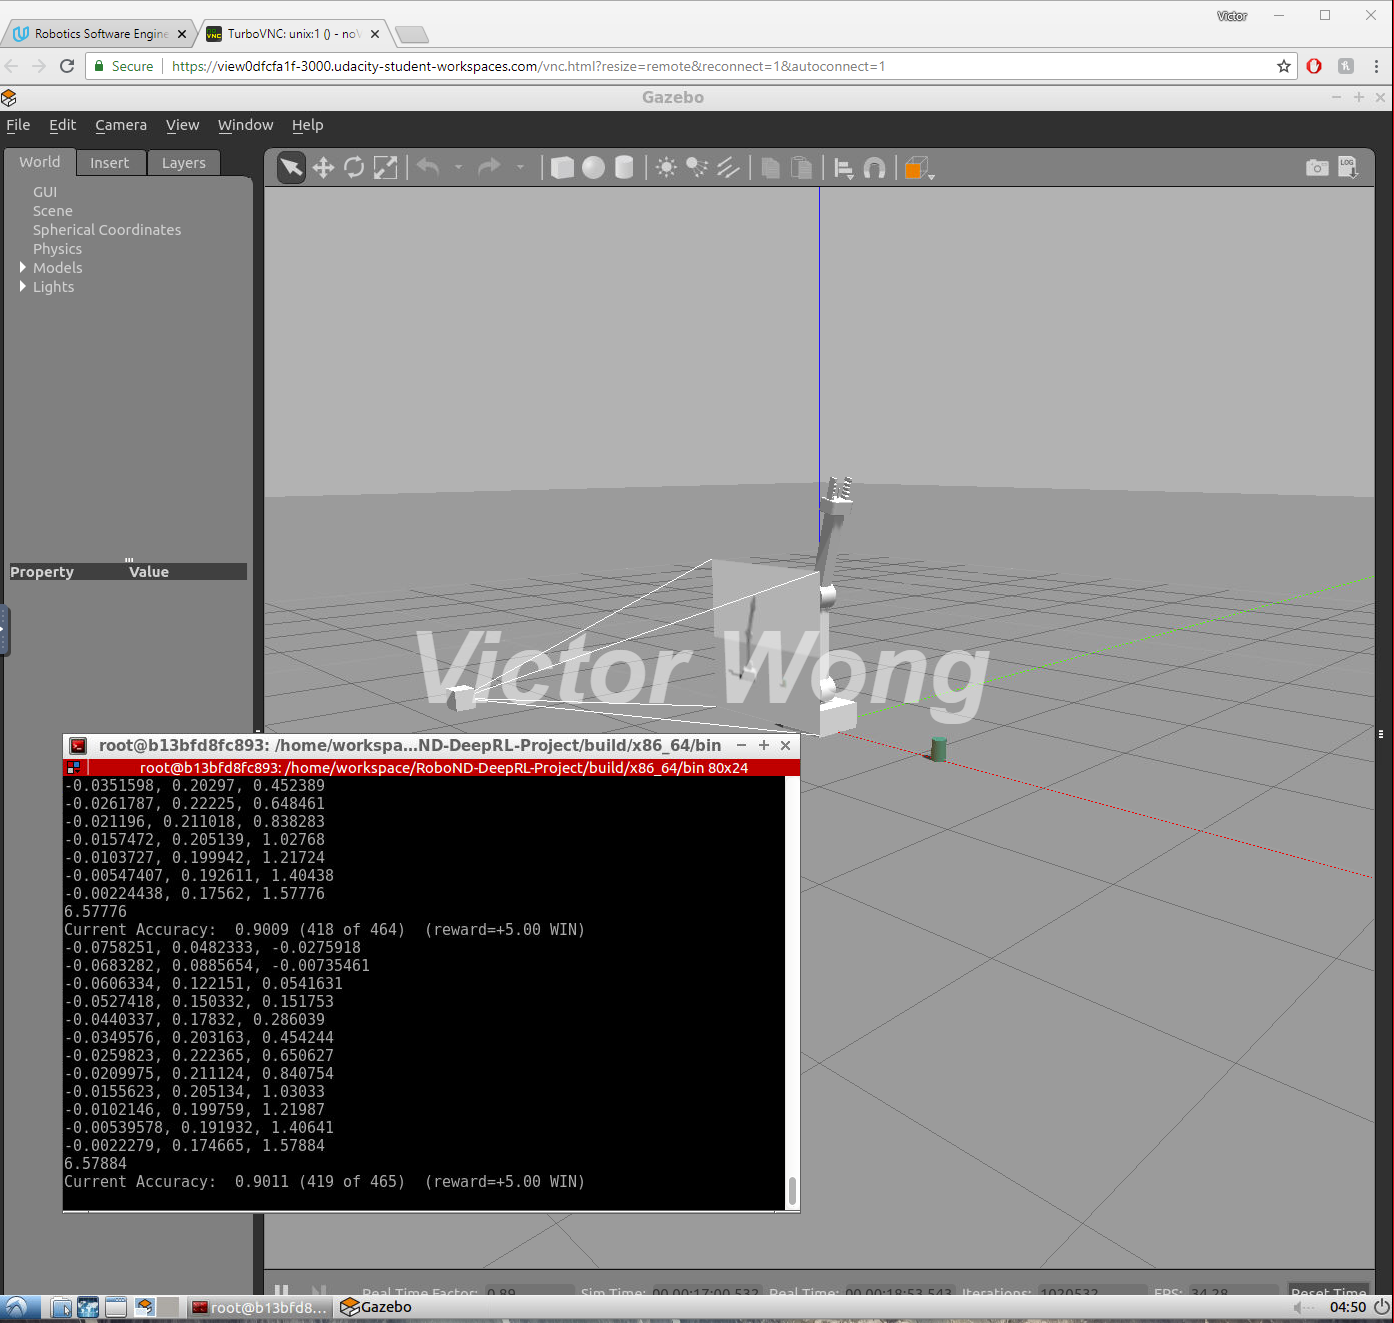 Victor
Robotics Software Engine
TurboVNC: unix:1 () - noV
Secure
https://view0dfcfa1f-3000.udacity-student-workspaces.com/vnc.html?resize=remote&reconnect=1&autoconnect=1
Gazebo
File Edit Camera View Window Help
World Insert Layers
GUI
Scene
Spherical Coordinates
Physics
Models
Lights
Property Value
Victor Wong
root@b13bfd8fc893: /home/workspa...ND-DeepRL-Project/build/x86_64/bin
root@b13bfd8fc893: /home/workspace/RoboND-DeepRL-Project/build/x86_64/bin 80x24
-0.0351598, 0.20297, 0.452389
-0.0261787, 0.22225, 0.648461
-0.021196, 0.211018, 0.838283
-0.0157472, 0.205139, 1.02768
-0.0103727, 0.199942, 1.21724
-0.00547407, 0.192611, 1.40438
-0.00224438, 0.17562, 1.57776
6.57776
Current Accuracy:  0.9009 (418 of 464)  (reward=+5.00 WIN)
-0.0758251, 0.0482333, -0.0275918
-0.0683282, 0.0885654, -0.00735461
-0.0606334, 0.122151, 0.0541631
-0.0527418, 0.150332, 0.151753
-0.0440337, 0.17832, 0.286039
-0.0349576, 0.203163, 0.454244
-0.0259823, 0.222365, 0.650627
-0.0209975, 0.211124, 0.840754
-0.0155623, 0.205134, 1.03033
-0.0102146, 0.199759, 1.21987
-0.00539578, 0.191932, 1.40641
-0.0022279, 0.174665, 1.57884
6.57884
Current Accuracy:  0.9011 (419 of 465)  (reward=+5.00 WIN)
Real Time Factor: 0.89 Sim Time: 00 00:17:00.532 Real Time: 00 00:18:53.543 Iterations: 1020532 FPS: 34.28 Reset Time
root@b13bfd8... Gazebo 04:50